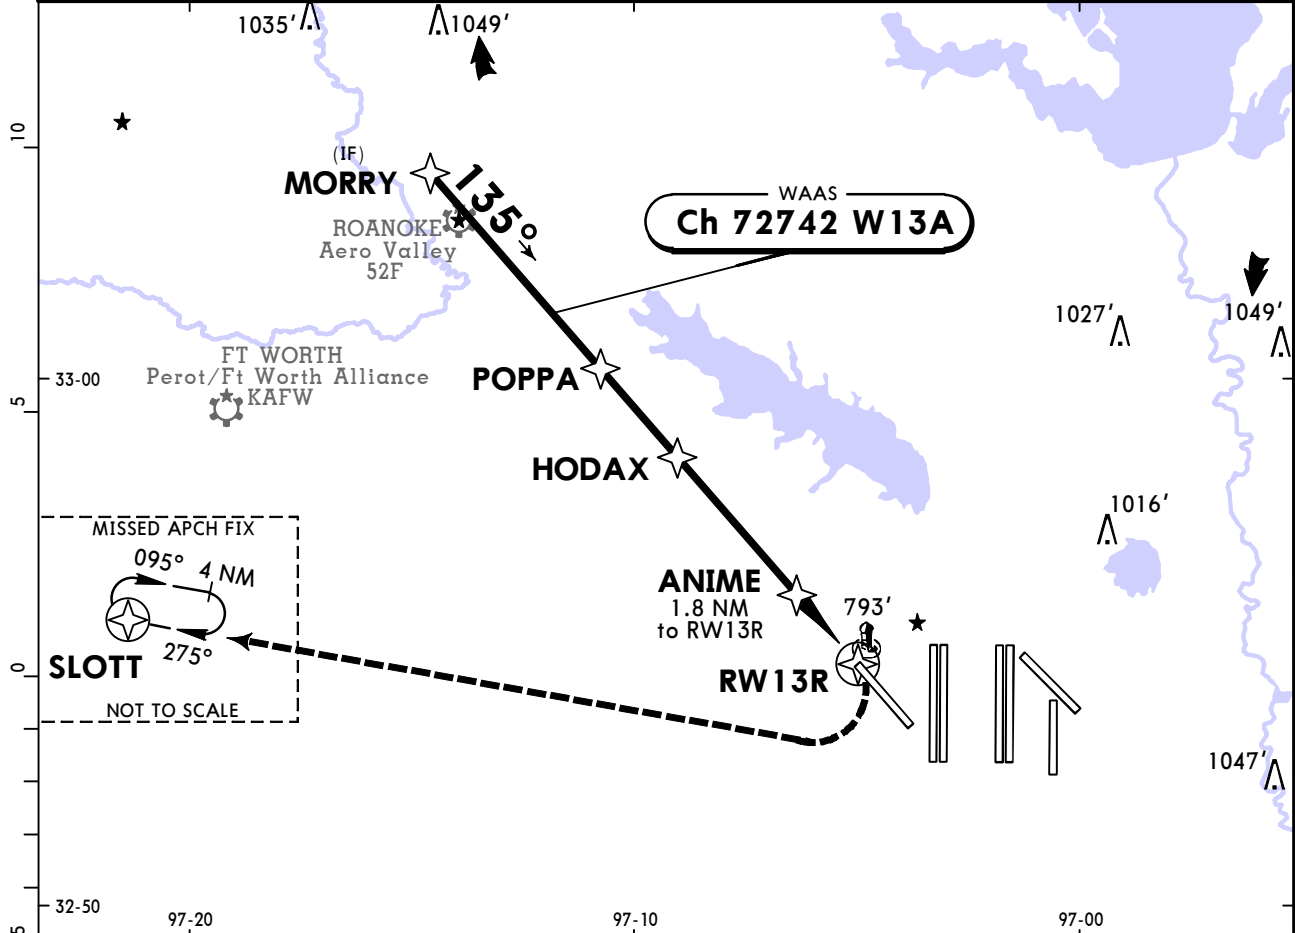 1035'
1049'
10
(IF)
MORRY
135°
WAAS
Ch 72742 W13A
ROANOKE
Aero Valley
52F
1027'
1049'
FT WORTH
Perot/Ft Worth Alliance
KAFW
33-00
5
POPPA
HODAX
1016'
MISSED APCH FIX
095°
4 NM
275°
SLOTT
NOT TO SCALE
ANIME
1.8 NM
to RW13R
793'
RW13R
0
1047'
32-50
97-20
97-10
97-00